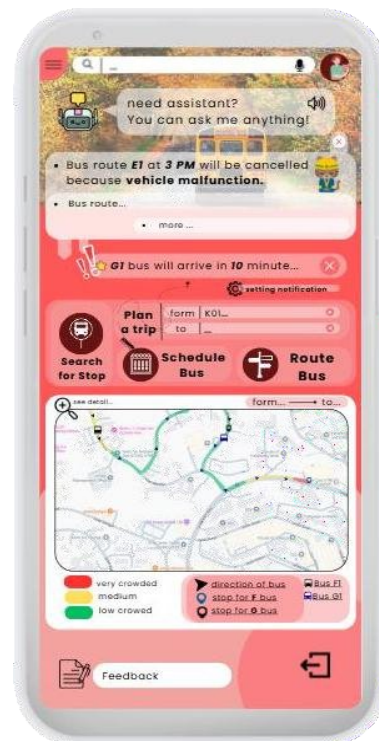 need assistant?
You can ask me anything!
• Bus route E1 at 3 PM will be cancelled
because vehicle malfunction.
• Bus route...
• more ...
G1 bus will arrive in 10 minute...
setting notification
Plan
a trip
form K01...
to
Search
for Stop
Schedule
Bus
Route
Bus
see detail...
form... to...
very crowded
medium
low crowed
direction of bus
stop for F bus
stop for G bus
Bus F1
Bus G1
Feedback